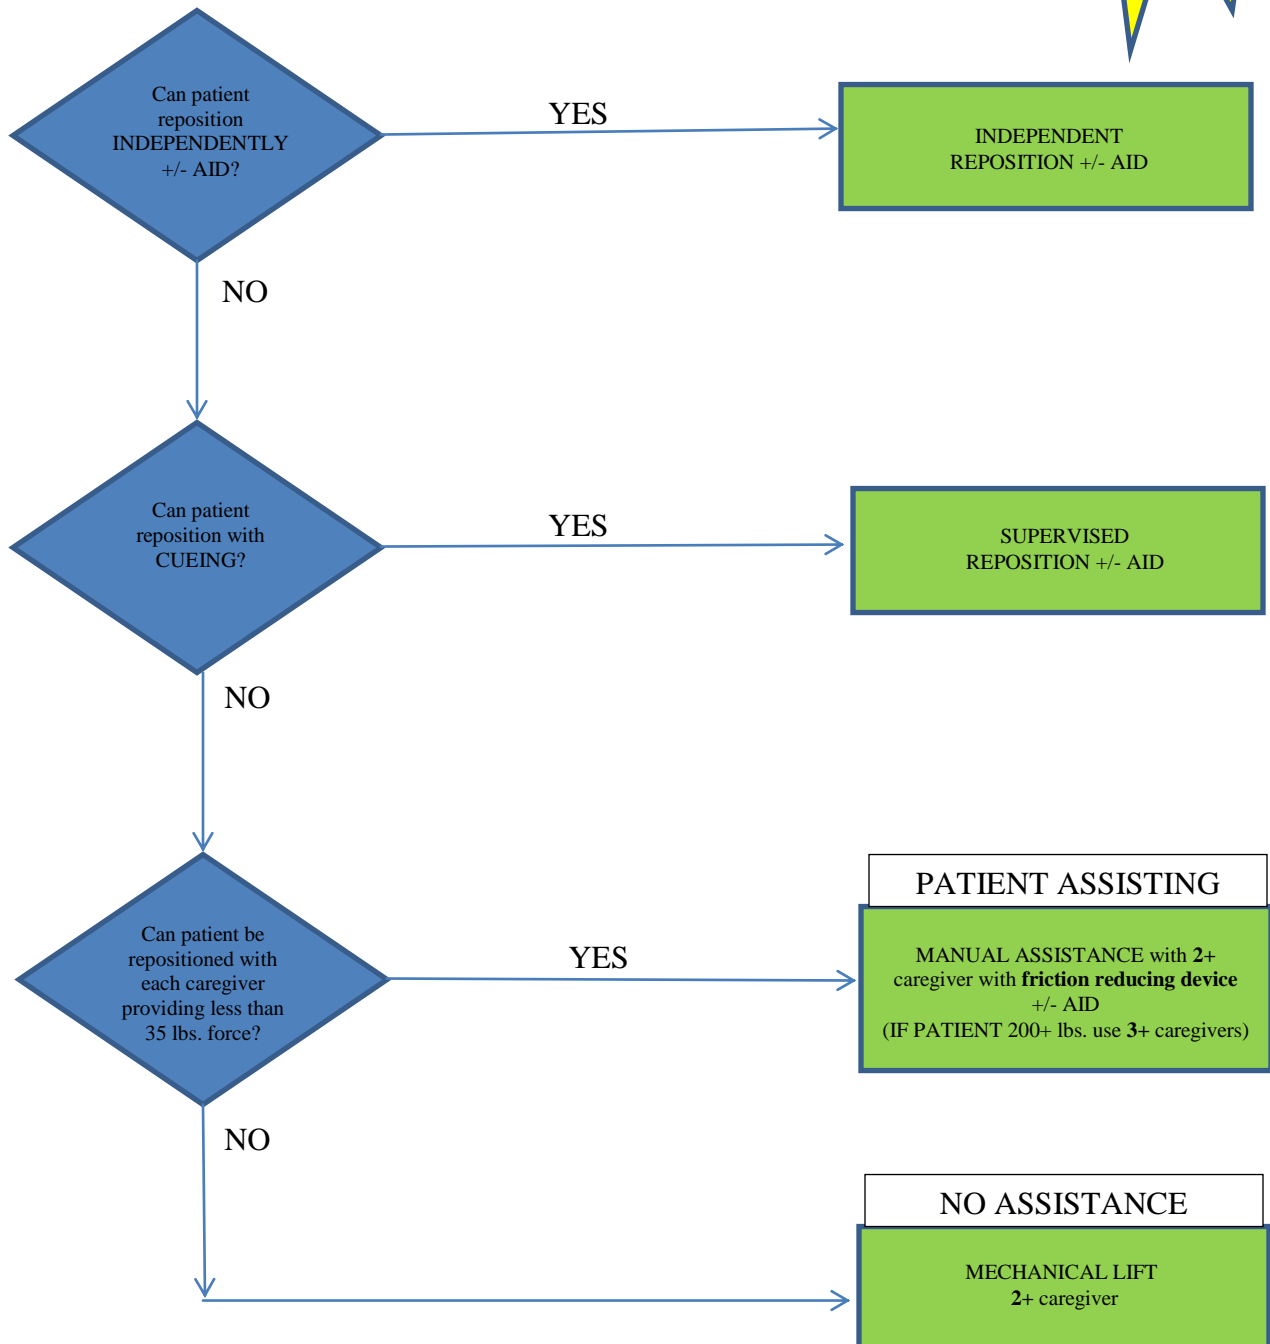 Can patient
reposition
INDEPENDENTLY
+/- AID?
YES
INDEPENDENT
REPOSITION +/- AID
NO
Can patient
reposition with
CUEING?
YES
SUPERVISED
REPOSITION +/- AID
NO
Can patient be
repositioned with
each caregiver
providing less than
35 lbs. force?
YES
PATIENT ASSISTING
MANUAL ASSISTANCE with 2+
caregiver with friction reducing device
+/- AID
(IF PATIENT 200+ lbs. use 3+ caregivers)
NO
NO ASSISTANCE
MECHANICAL LIFT
2+ caregiver